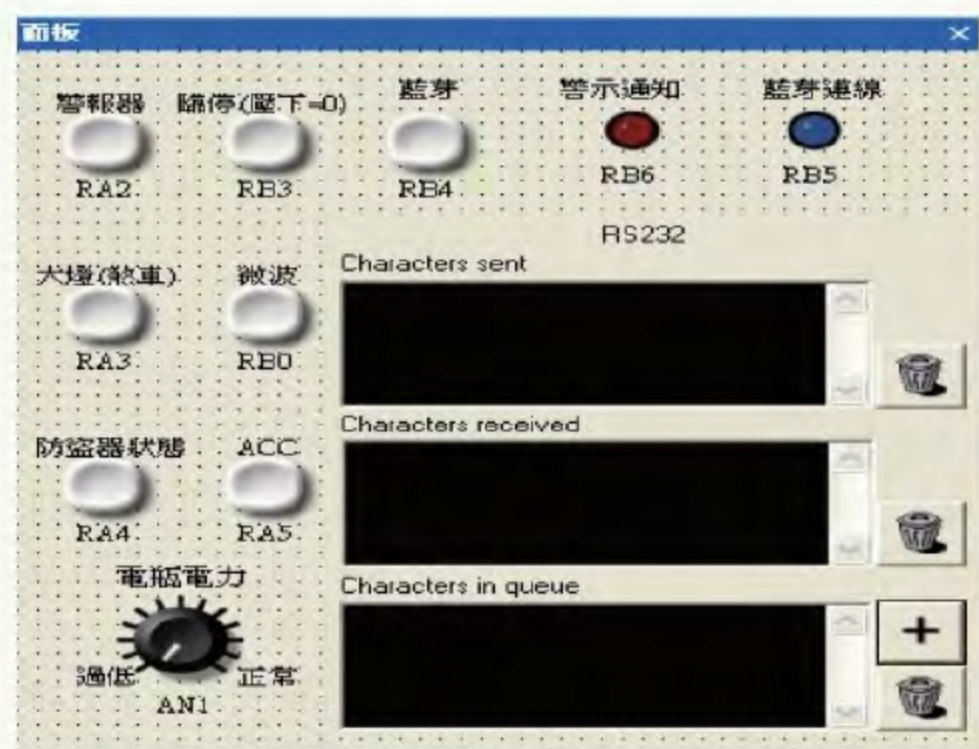 面板
警報器
臨停(壓下=0)
藍芽
警示通知
藍芽連線
RA2
RB3
RB4
RB6
RB5
RS232
Characters sent
大燈(煞車)
微波
RA3
RB0
Characters received
防盜器狀態
ACC
RA4
RA5
電瓶電力
Characters in queue
+
過低
正常
AN1